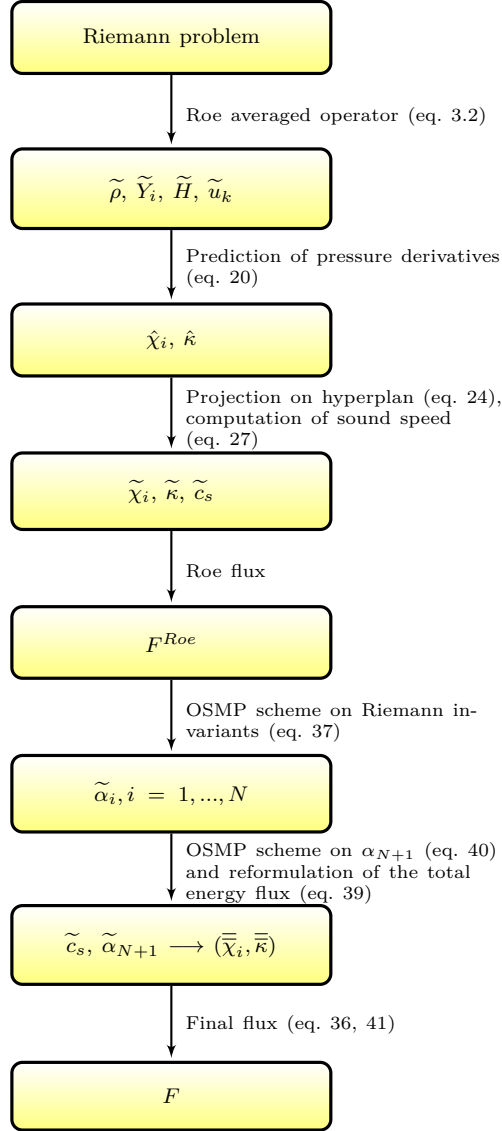 Riemann problem
Roe averaged operator (eq. 3.2)
ρ̃, Ỹ_i, H̃, ũ_k
Prediction of pressure derivatives
(eq. 20)
χ̂_i, κ̂
Projection on hyperplan (eq. 24),
computation of sound speed
(eq. 27)
χ̃_i, κ̃, c̃_s
Roe flux
F^{Roe}
OSMP scheme on Riemann in-
variants (eq. 37)
α̃_i, i = 1, ..., N
OSMP scheme on α_{N+1} (eq. 40)
and reformulation of the total
energy flux (eq. 39)
c̃_s, α̃_{N+1} ⟶ (χ̿_i, κ̿)
Final flux (eq. 36, 41)
F